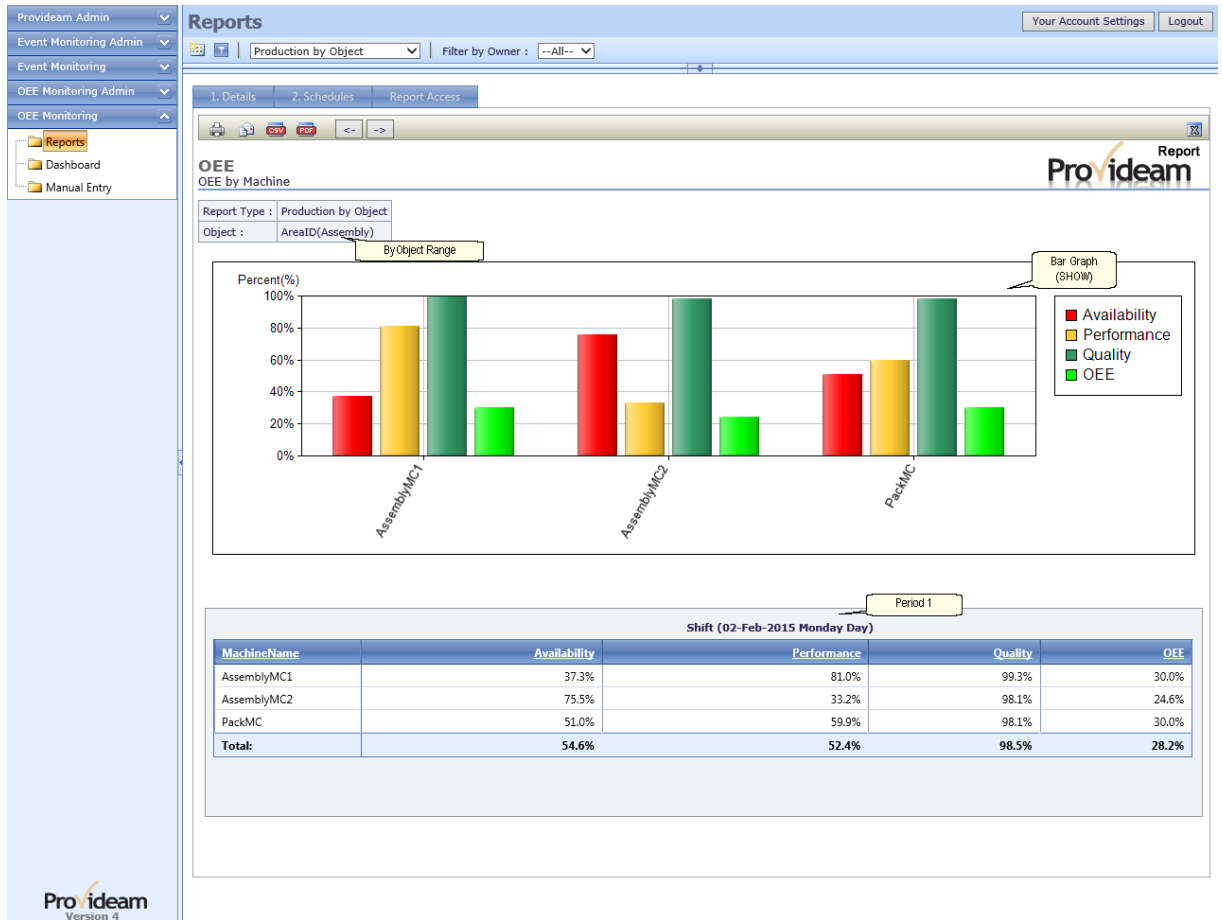 Provideam Admin
Event Monitoring Admin
Event Monitoring
OEE Monitoring Admin
OEE Monitoring
Reports
Dashboard
Manual Entry
Provideam
Version 4
Reports
Your Account Settings
Logout
Production by Object
Filter by Owner :
--All--
1. Details
2. Schedules
Report Access
CSV
PDF
<-
->
OEE
OEE by Machine
Report
Provideam
Report Type : Production by Object
Object : AreaID(Assembly)
By Object Range
Bar Graph
(SHOW)
Percent(%)
100%
80%
60%
40%
20%
0%
AssemblyMC1
AssemblyMC2
PackMC
Availability
Performance
Quality
OEE
Period 1
Shift (02-Feb-2015 Monday Day)
MachineName Availability Performance Quality OEE
AssemblyMC1 37.3% 81.0% 99.3% 30.0%
AssemblyMC2 75.5% 33.2% 98.1% 24.6%
PackMC 51.0% 59.9% 98.1% 30.0%
Total: 54.6% 52.4% 98.5% 28.2%